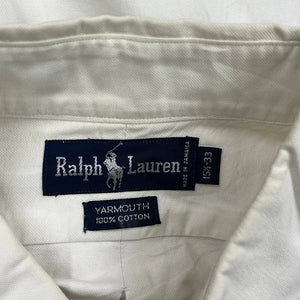 Ralph Lauren
MADE IN JAMAICA
15½-33
YARMOUTH
100% COTTON